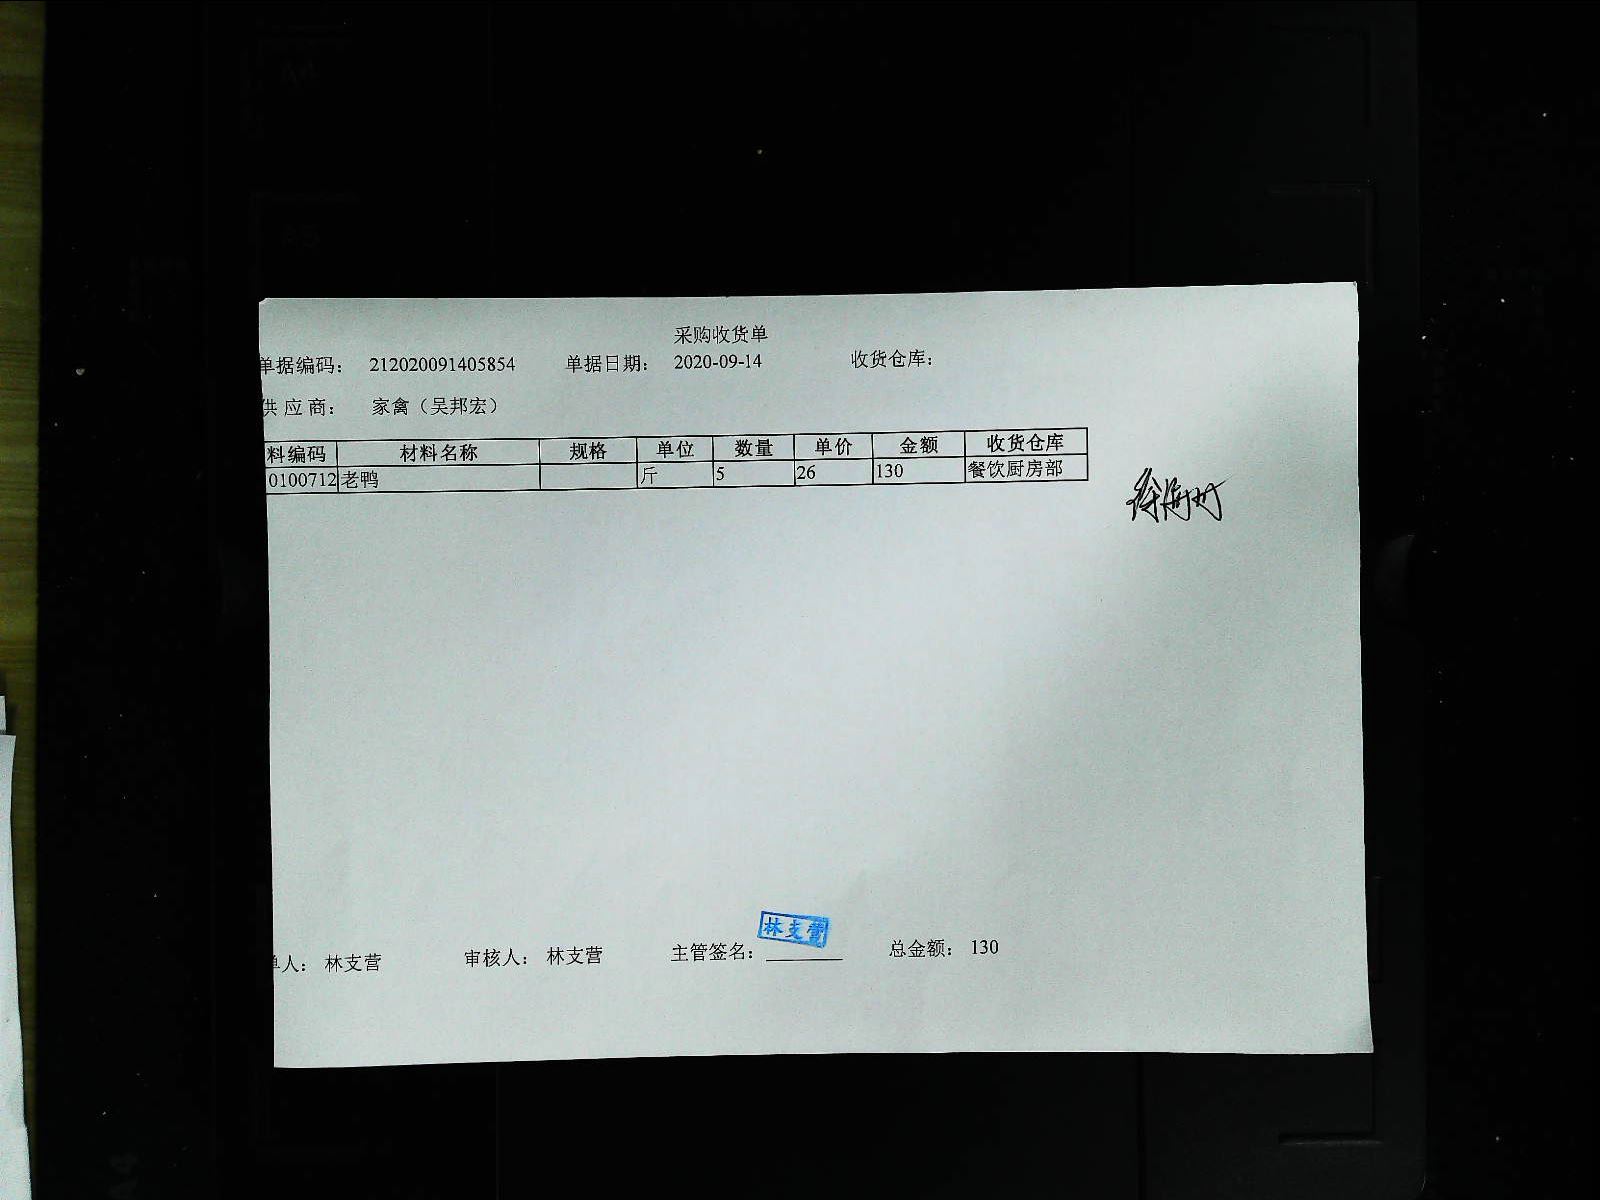 采购收货单
单据编码： 212020091405854 单据日期： 2020-09-14 收货仓库：
供应商： 家禽（吴邦宏）
料编码 材料名称 规格 单位 数量 单价 金额 收货仓库
0100712 老鸭 斤 5 26 130 餐饮厨房部
林支营
单人： 林支营 审核人： 林支营 主管签名： 总金额： 130